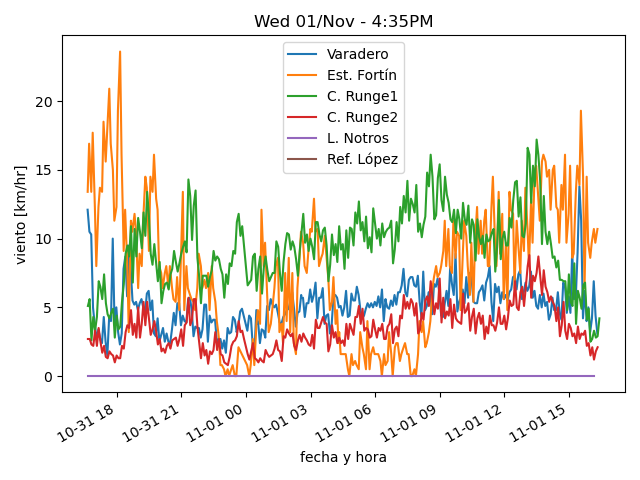 Wed 01/Nov - 4:35PM
Varadero
Est. Fortín
C. Runge1
C. Runge2
L. Notros
Ref. López
viento [km/hr]
20
15
10
5
0
10-31 18
10-31 21
11-01 00
11-01 03
11-01 06
11-01 09
11-01 12
11-01 15
fecha y hora